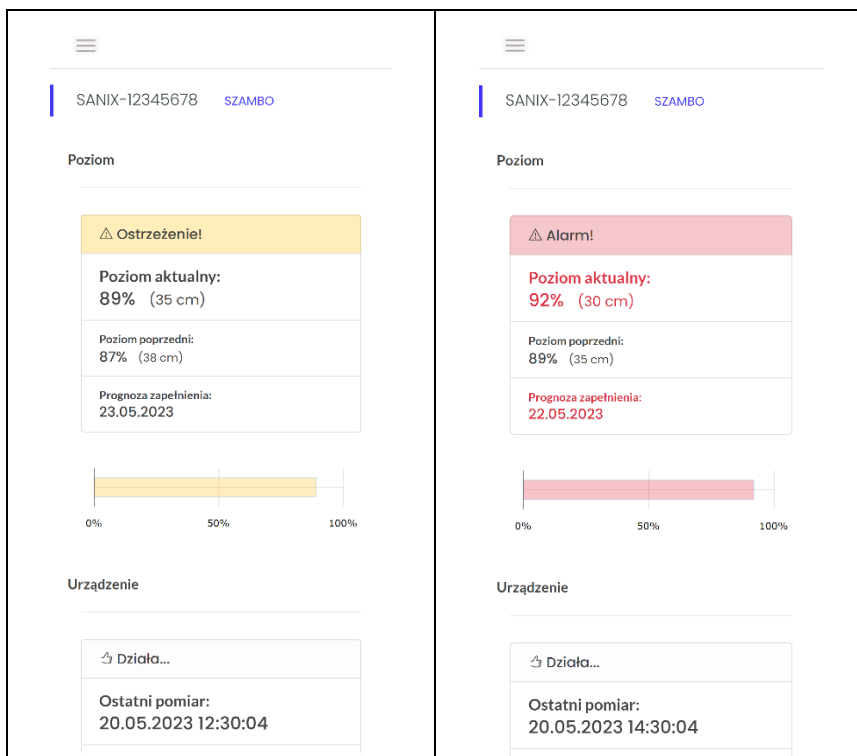 SANIX-12345678 SZAMBO
Poziom
⚠ Ostrzeżenie!
Poziom aktualny:
89% (35 cm)
Poziom poprzedni:
87% (38 cm)
Prognoza zapełnienia:
23.05.2023
0% 50% 100%
Urządzenie
Działa...
Ostatni pomiar:
20.05.2023 12:30:04
SANIX-12345678 SZAMBO
Poziom
⚠ Alarm!
Poziom aktualny:
92% (30 cm)
Poziom poprzedni:
89% (35 cm)
Prognoza zapełnienia:
22.05.2023
0% 50% 100%
Urządzenie
Działa...
Ostatni pomiar:
20.05.2023 14:30:04